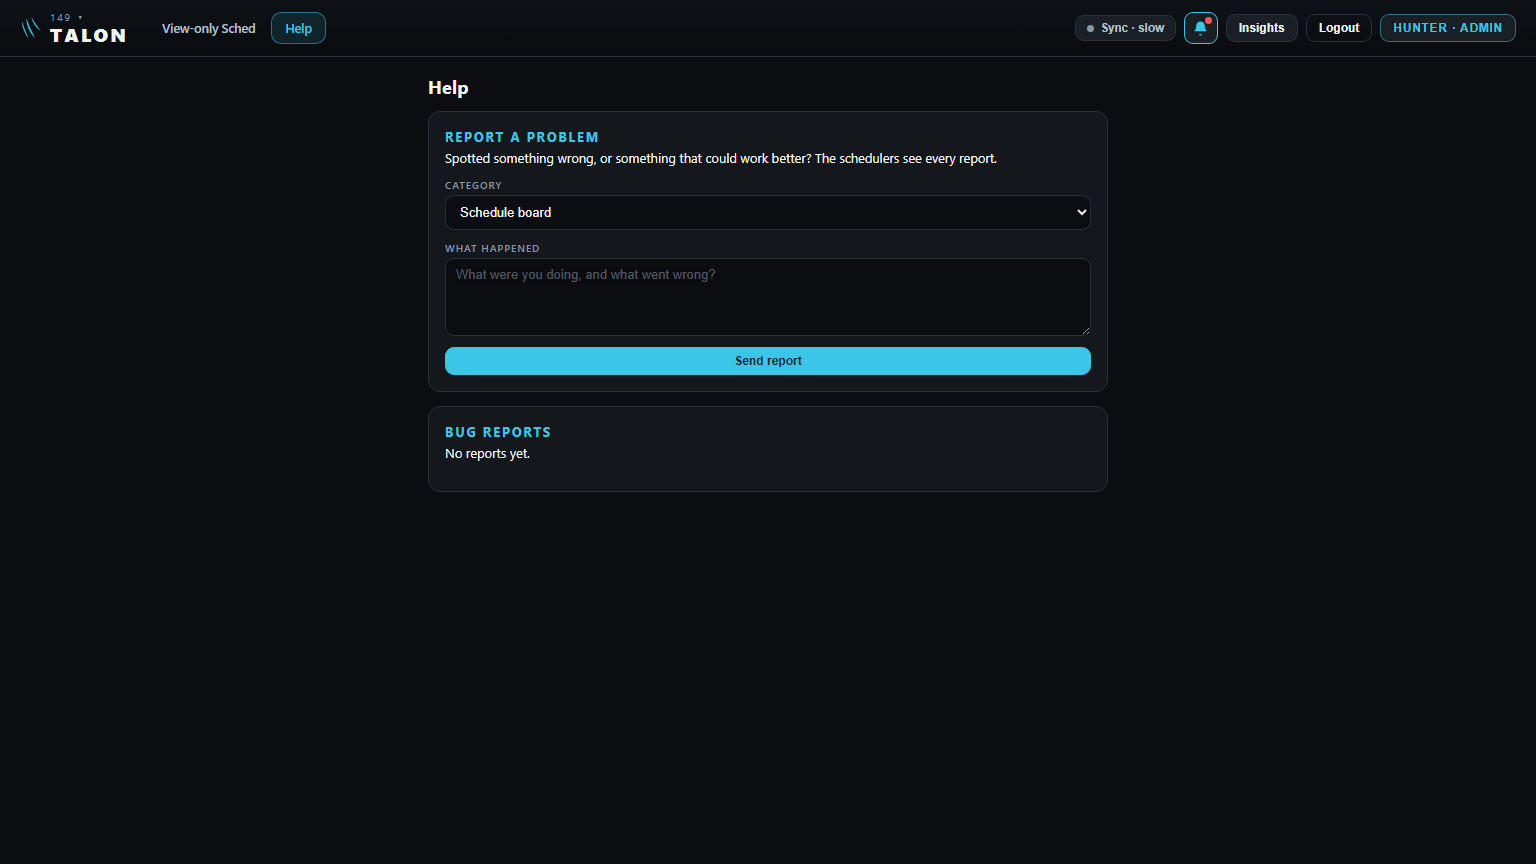 149 ▾
TALON
View-only Sched
Help
Sync · slow
Insights
Logout
HUNTER · ADMIN
Help
REPORT A PROBLEM
Spotted something wrong, or something that could work better? The schedulers see every report.
CATEGORY
Schedule board
WHAT HAPPENED
What were you doing, and what went wrong?
Send report
BUG REPORTS
No reports yet.